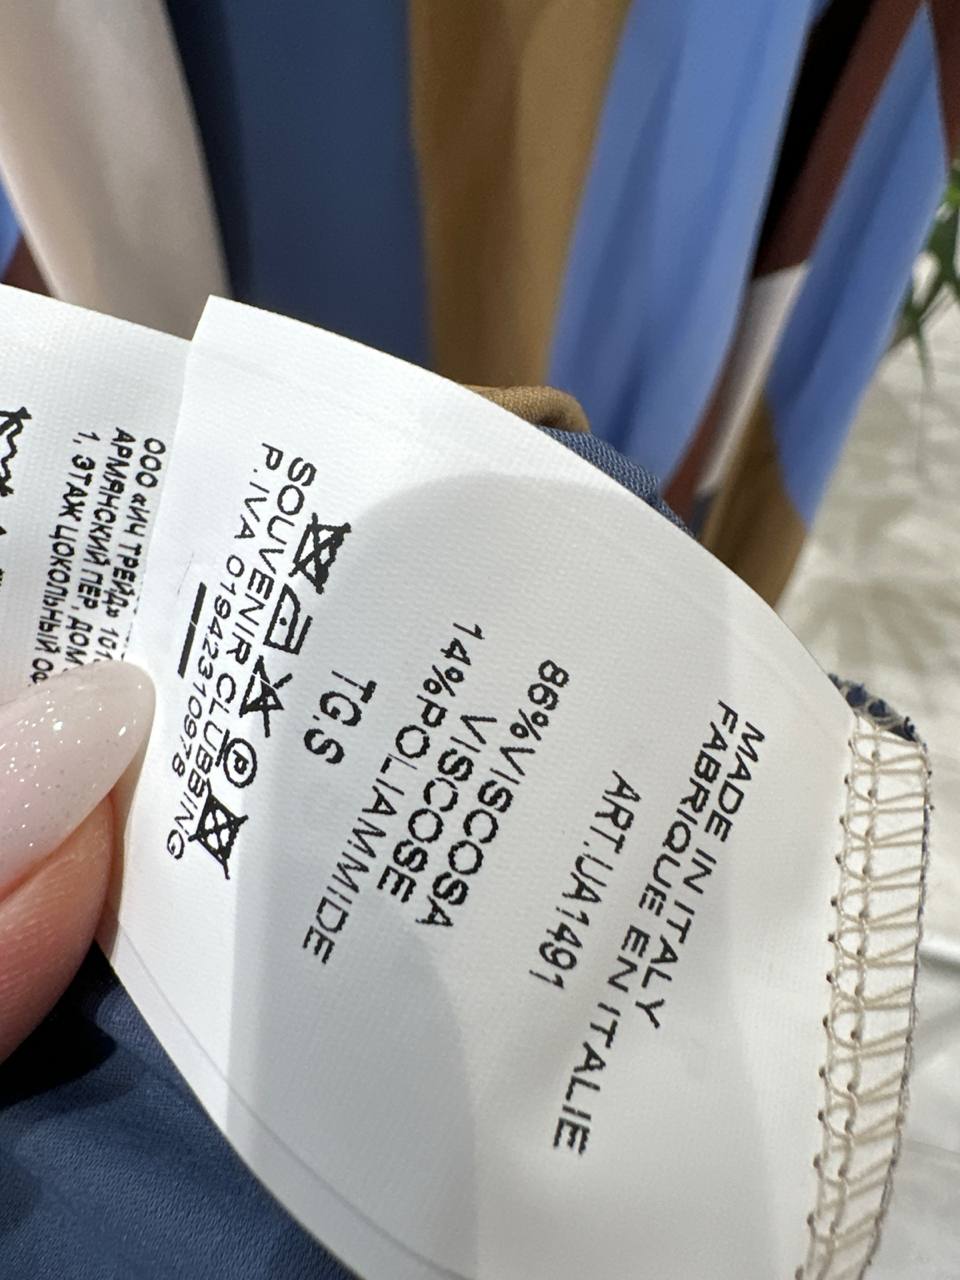 MADE IN ITALY
FABRIQUE EN ITALIE
ART.UA1491
86%VISCOSA
VISCOSE
14%POLIAMMIDE
TG.S
SOUVENIR CLUBBING
P.IVA 01942310978
ООО «ИЧ ТРЕЙД» 101
АРМЯНСКИЙ ПЕР, ДОМ
1, ЭТАЖ ЦОКОЛЬНЫЙ